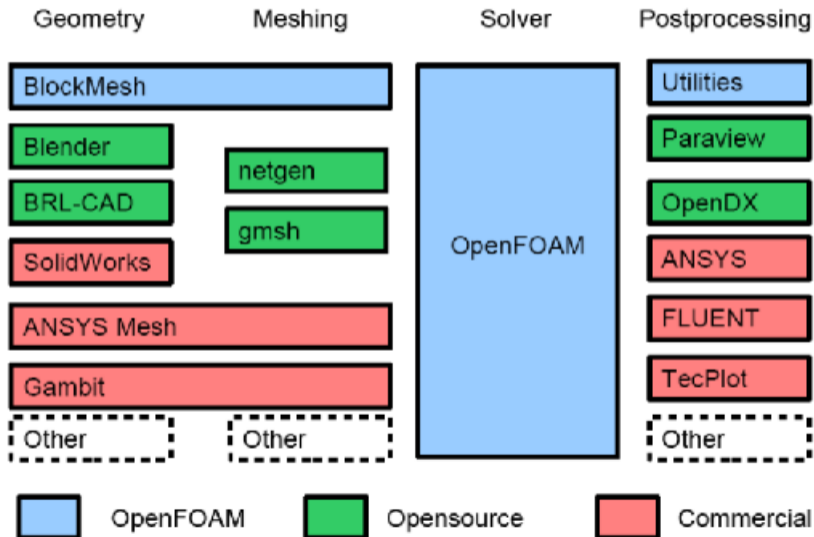 Geometry Meshing Solver Postprocessing
BlockMesh
Utilities
Blender
Paraview
netgen
BRL-CAD
OpenDX
gmsh
OpenFOAM
SolidWorks
ANSYS
ANSYS Mesh
FLUENT
Gambit
TecPlot
Other Other Other
OpenFOAM Opensource Commercial